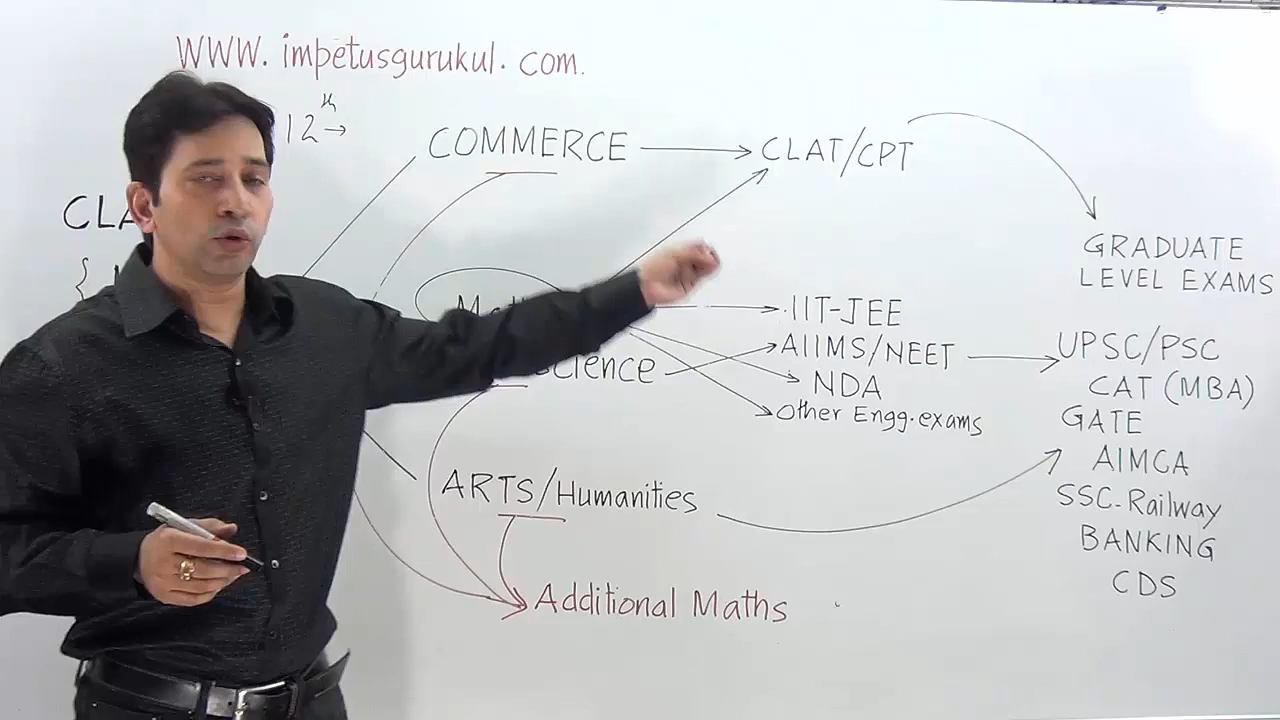 WWW. impetusgurukul. com.
12th →
COMMERCE → CLAT/CPT
GRADUATE
LEVEL EXAMS
IIT-JEE
AIIMS/NEET → UPSC/PSC
NDA
CAT (MBA)
Other Engg. exams
GATE
AIMCA
ARTS/Humanities
SSC-Railway
BANKING
CDS
Additional Maths